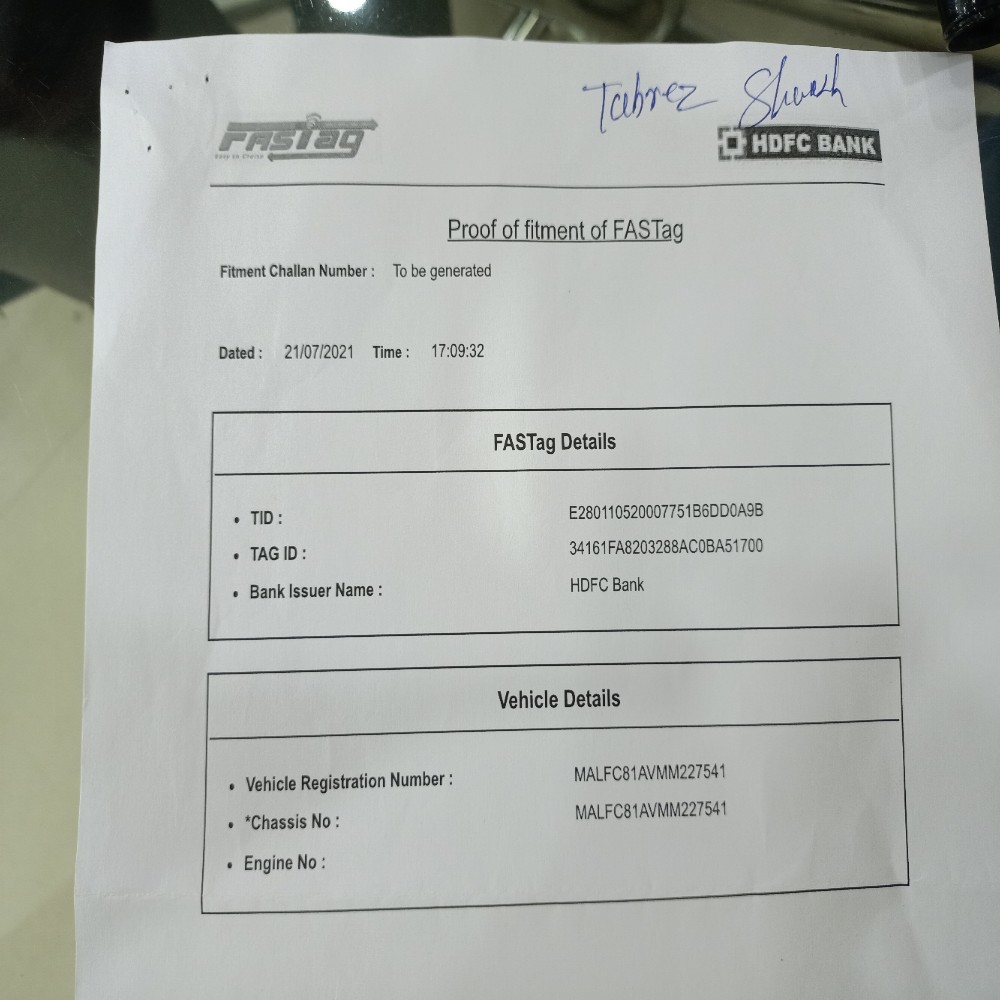 Tabrez
FASTag
HDFC BANK
Proof of fitment of FASTag
Fitment Challan Number : To be generated
Dated : 21/07/2021 Time : 17:09:32
FASTag Details
• TID : E280110520007751B6DD0A9B
• TAG ID : 34161FA8203288AC0BA51700
• Bank Issuer Name : HDFC Bank
Vehicle Details
• Vehicle Registration Number : MALFC81AVMM227541
• *Chassis No : MALFC81AVMM227541
• Engine No :